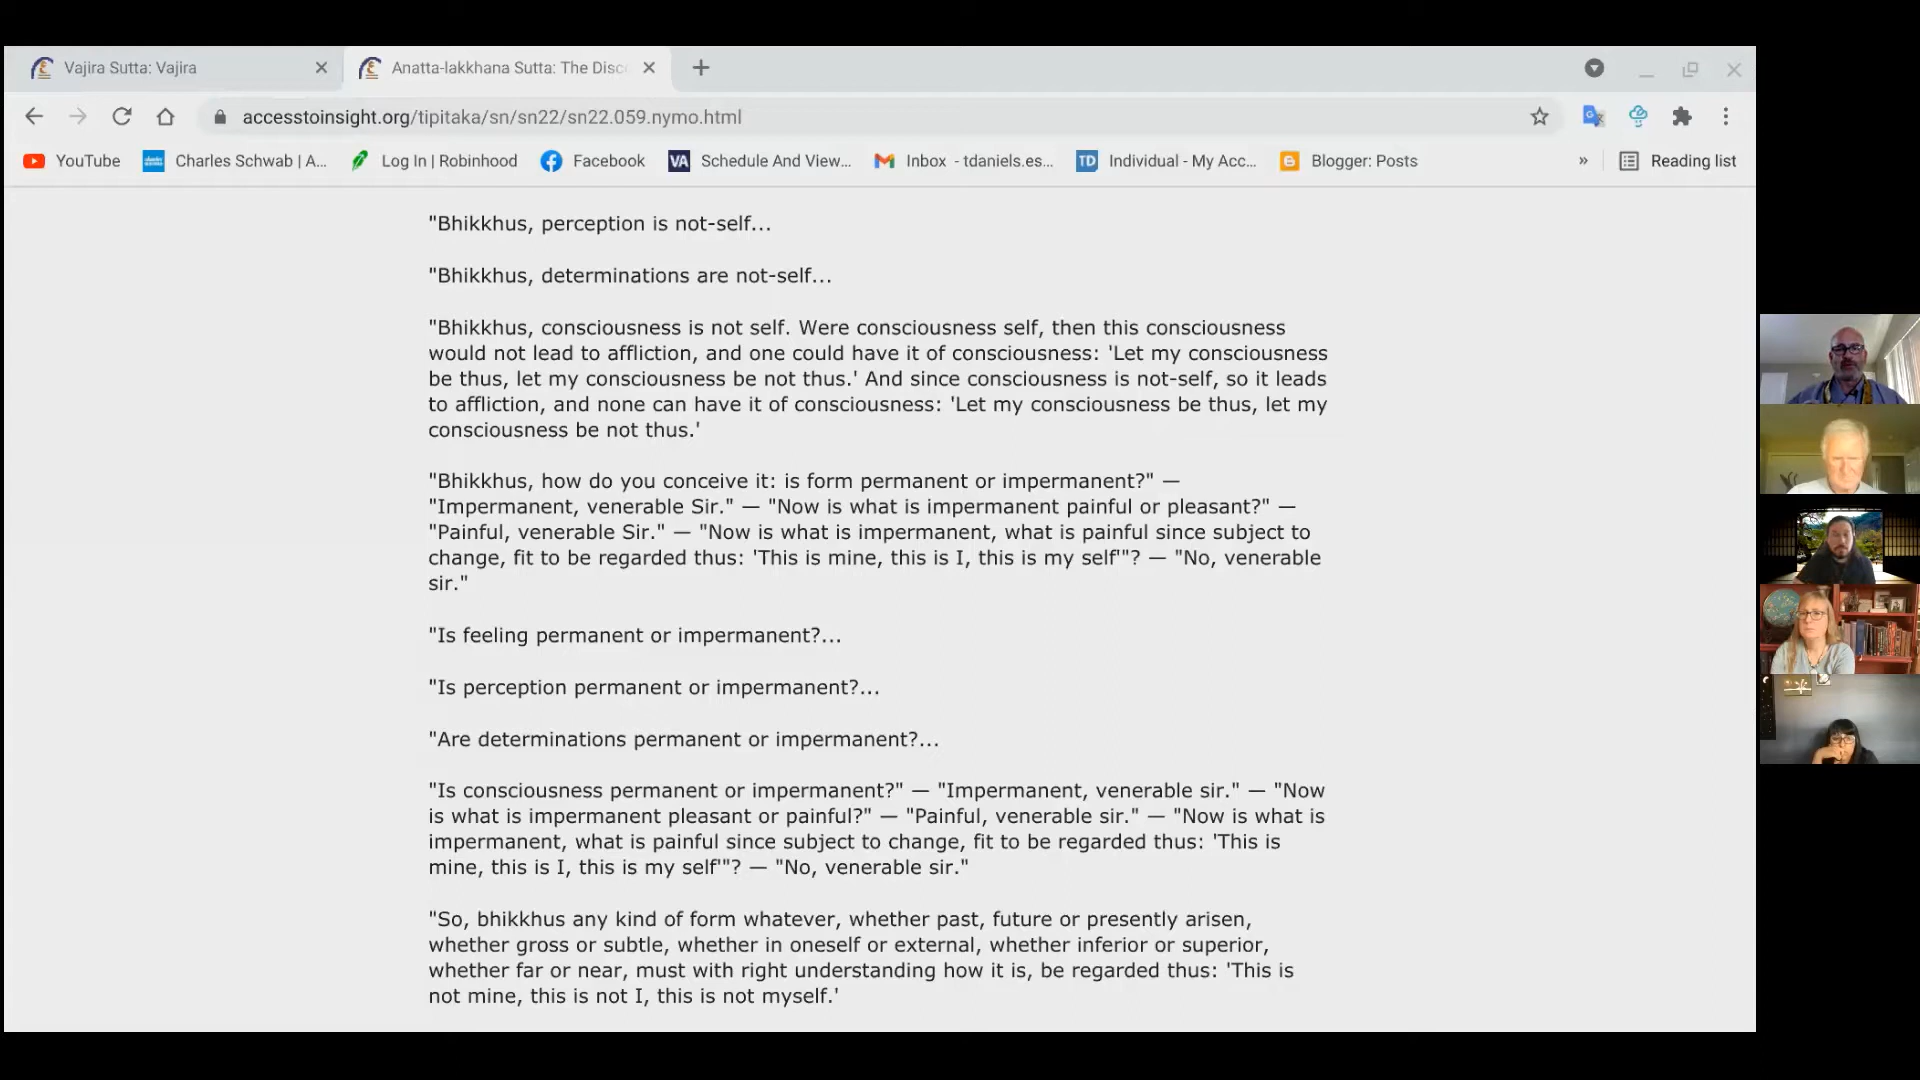 Vajira Sutta: Vajira
Anatta-lakkhana Sutta: The Disc
accesstoinsight.org/tipitaka/sn/sn22/sn22.059.nymo.html
YouTube
Charles Schwab | A...
Log In | Robinhood
Facebook
VA
Schedule And View...
Inbox - tdaniels.es...
TD
Individual - My Acc...
Blogger: Posts
»
Reading list
"Bhikkhus, perception is not-self...
"Bhikkhus, determinations are not-self...
"Bhikkhus, consciousness is not self. Were consciousness self, then this consciousness
would not lead to affliction, and one could have it of consciousness: 'Let my consciousness
be thus, let my consciousness be not thus.' And since consciousness is not-self, so it leads
to affliction, and none can have it of consciousness: 'Let my consciousness be thus, let my
consciousness be not thus.'
"Bhikkhus, how do you conceive it: is form permanent or impermanent?" —
"Impermanent, venerable Sir." — "Now is what is impermanent painful or pleasant?" —
"Painful, venerable Sir." — "Now is what is impermanent, what is painful since subject to
change, fit to be regarded thus: 'This is mine, this is I, this is my self'"? — "No, venerable
sir."
"Is feeling permanent or impermanent?...
"Is perception permanent or impermanent?...
"Are determinations permanent or impermanent?...
"Is consciousness permanent or impermanent?" — "Impermanent, venerable sir." — "Now
is what is impermanent pleasant or painful?" — "Painful, venerable sir." — "Now is what is
impermanent, what is painful since subject to change, fit to be regarded thus: 'This is
mine, this is I, this is my self'"? — "No, venerable sir."
"So, bhikkhus any kind of form whatever, whether past, future or presently arisen,
whether gross or subtle, whether in oneself or external, whether inferior or superior,
whether far or near, must with right understanding how it is, be regarded thus: 'This is
not mine, this is not I, this is not myself.'